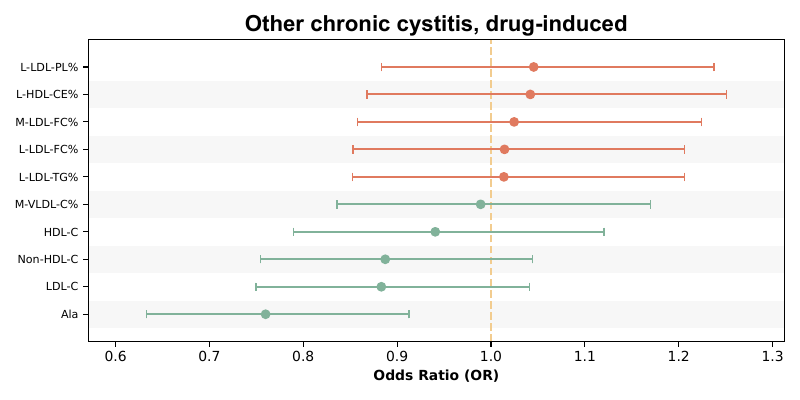 Other chronic cystitis, drug-induced
L-LDL-PL%
L-HDL-CE%
M-LDL-FC%
L-LDL-FC%
L-LDL-TG%
M-VLDL-C%
HDL-C
Non-HDL-C
LDL-C
Ala
0.6 0.7 0.8 0.9 1.0 1.1 1.2 1.3
Odds Ratio (OR)